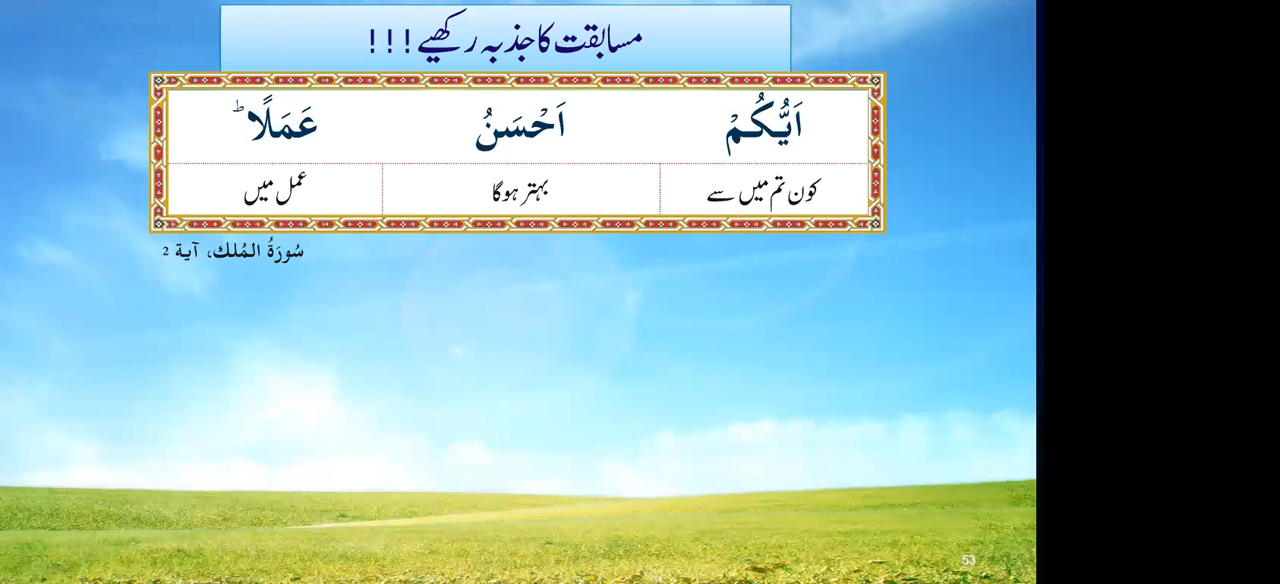 مسابقت کا جذبہ رکھیے!!!
اَیُّکُمْ اَحْسَنُ عَمَلًا ؕ
کون تم میں سے بہتر ہوگا عمل میں
سُورَةُ المُلك، آية 2
53